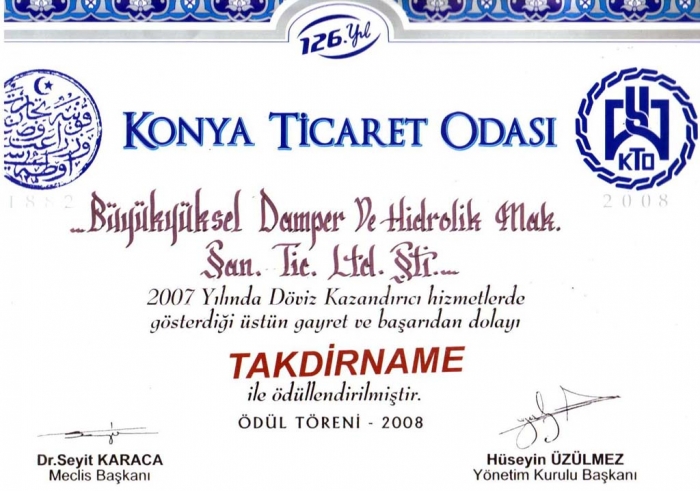 126.Yıl
KONYA TİCARET ODASI
KTO
1882
2008
...Büyükyüksel Damper Ve Hidrolik Mak.
San. Tic. Ltd. Şti....
2007 Yılında Döviz Kazandırıcı hizmetlerde
gösterdiği üstün gayret ve başarıdan dolayı
TAKDİRNAME
ile ödüllendirilmiştir.
ÖDÜL TÖRENİ - 2008
Dr.Seyit KARACA
Meclis Başkanı
Hüseyin ÜZÜLMEZ
Yönetim Kurulu Başkanı